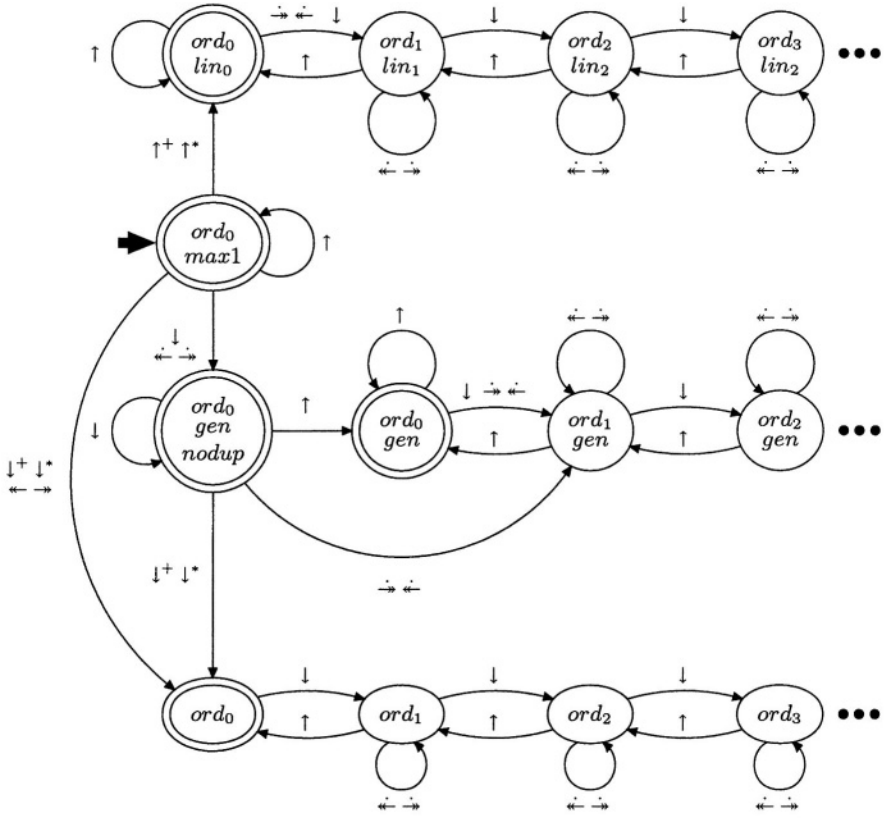 ↠̇ ↞̇ ↓
↓
↓
↑
ord₀
lin₀
ord₁
lin₁
ord₂
lin₂
ord₃
lin₂
•••
↑
↑
↑
↞̇ ↠̇
↞̇ ↠̇
↞̇ ↠̇
↑⁺ ↑*
ord₀
max1
↑
↓
↞̇ ↠̇
↑
↞̇ ↠̇
↞̇ ↠̇
↓
ord₀
gen
nodup
↑
ord₀
gen
↓ ↠̇ ↞̇
↑
ord₁
gen
↓
↑
ord₂
gen
•••
↓⁺ ↓*
↞ ↠
↓⁺ ↓*
↠̇ ↞̇
↓
↓
↓
ord₀
ord₁
ord₂
ord₃
•••
↑
↑
↑
↞̇ ↠̇
↞̇ ↠̇
↞̇ ↠̇